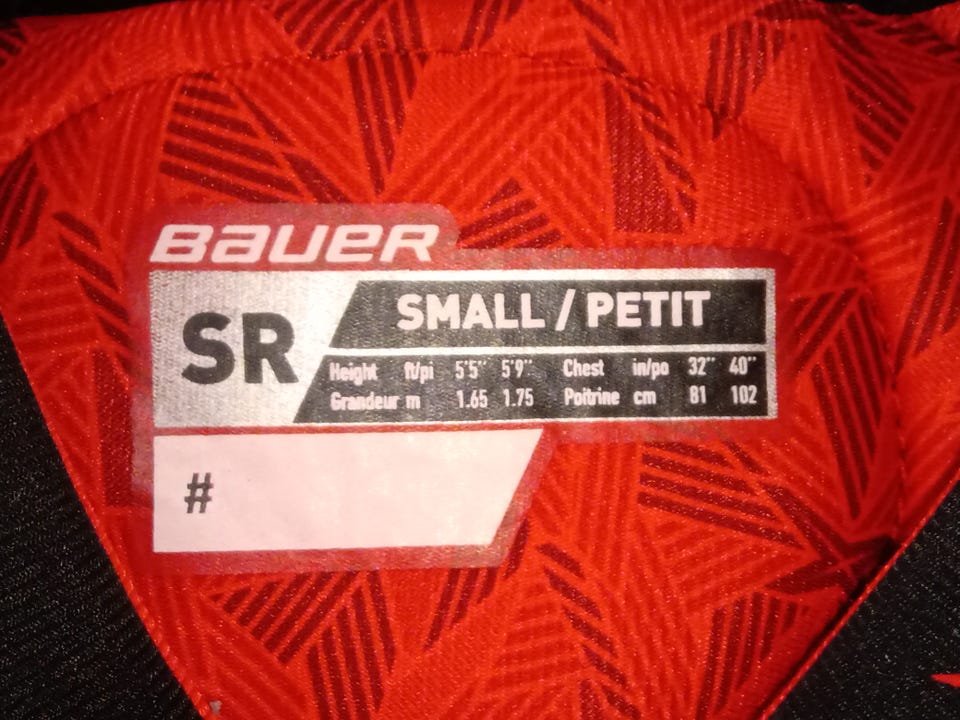 BAUER
SR
SMALL / PETIT
Height ft/pi 5'5" 5'9" Chest in/po 32" 40"
Grandeur m 1.65 1.75 Poitrine cm 81 102
#